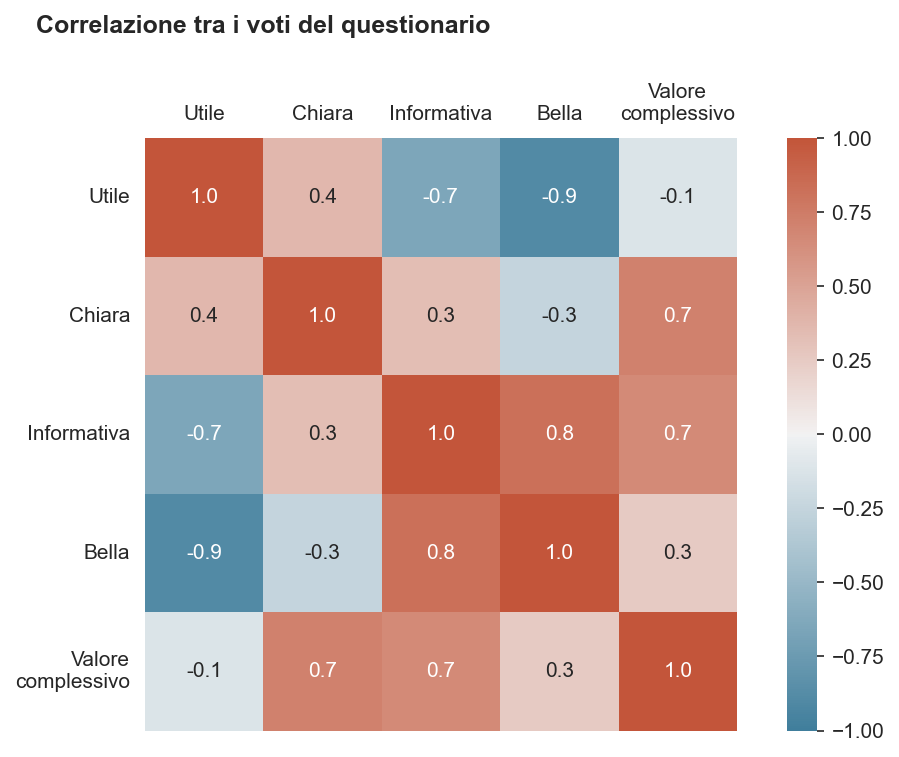 Correlazione tra i voti del questionario
Utile Chiara Informativa Bella Valore
complessivo
Utile 1.0 0.4 -0.7 -0.9 -0.1
Chiara 0.4 1.0 0.3 -0.3 0.7
Informativa -0.7 0.3 1.0 0.8 0.7
Bella -0.9 -0.3 0.8 1.0 0.3
Valore
complessivo -0.1 0.7 0.7 0.3 1.0
1.00
0.75
0.50
0.25
0.00
−0.25
−0.50
−0.75
−1.00